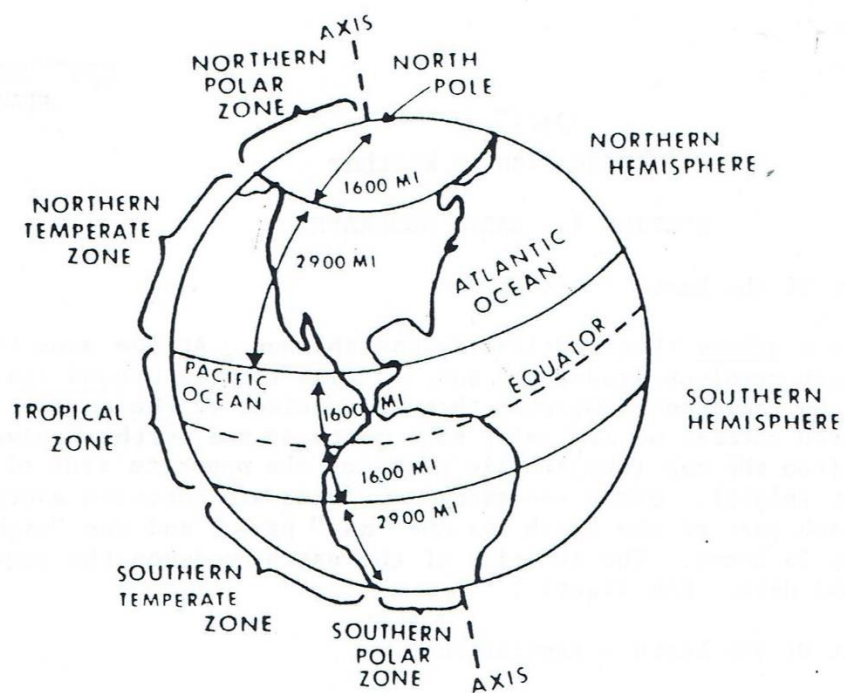 AXIS
NORTHERN
POLAR
ZONE
NORTH
POLE
NORTHERN
HEMISPHERE
1600 MI
NORTHERN
TEMPERATE
ZONE
2900 MI
ATLANTIC
OCEAN
EQUATOR
PACIFIC
OCEAN
1600 MI
TROPICAL
ZONE
SOUTHERN
HEMISPHERE
1600 MI
2900 MI
SOUTHERN
TEMPERATE
ZONE
SOUTHERN
POLAR
ZONE
AXIS